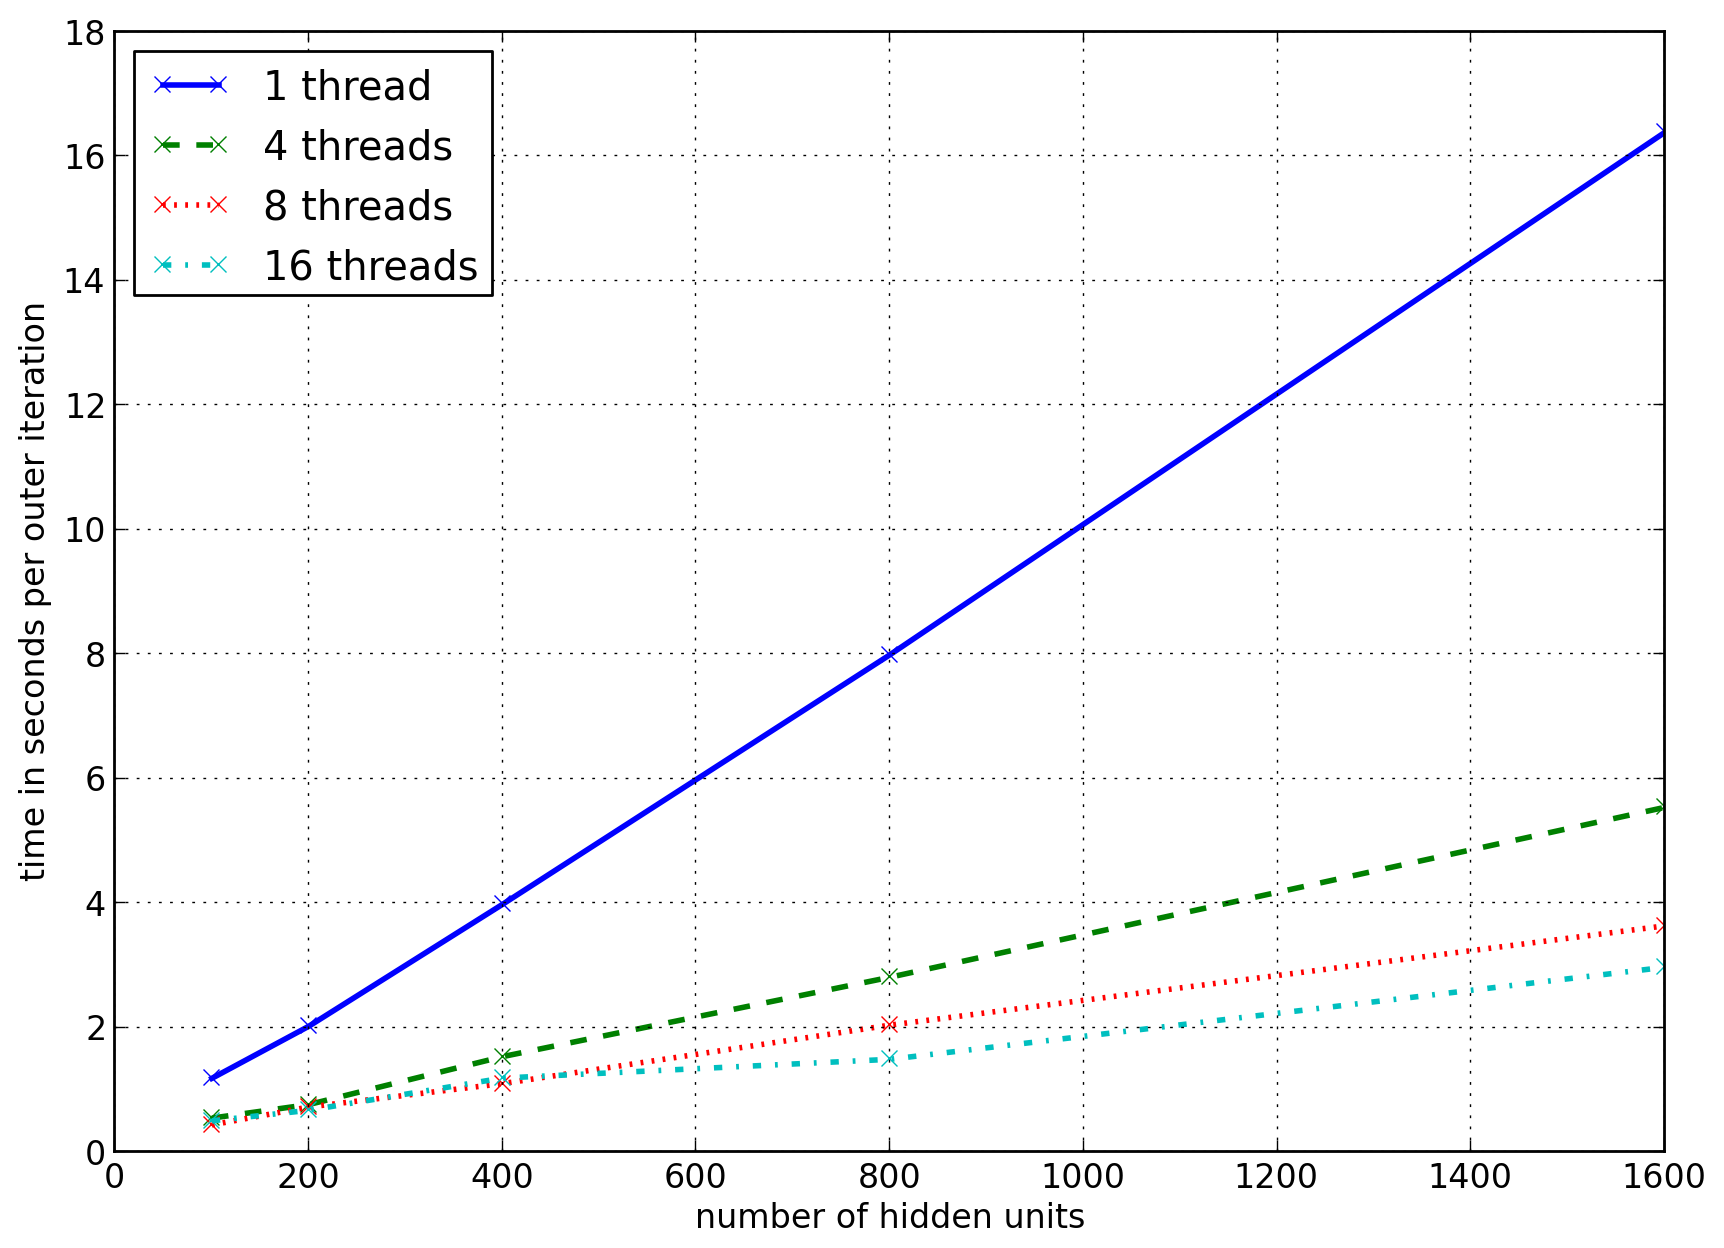 18
16
14
12
10
8
6
4
2
0
time in seconds per outer iteration
1 thread
4 threads
8 threads
16 threads
0 200 400 600 800 1000 1200 1400 1600
number of hidden units